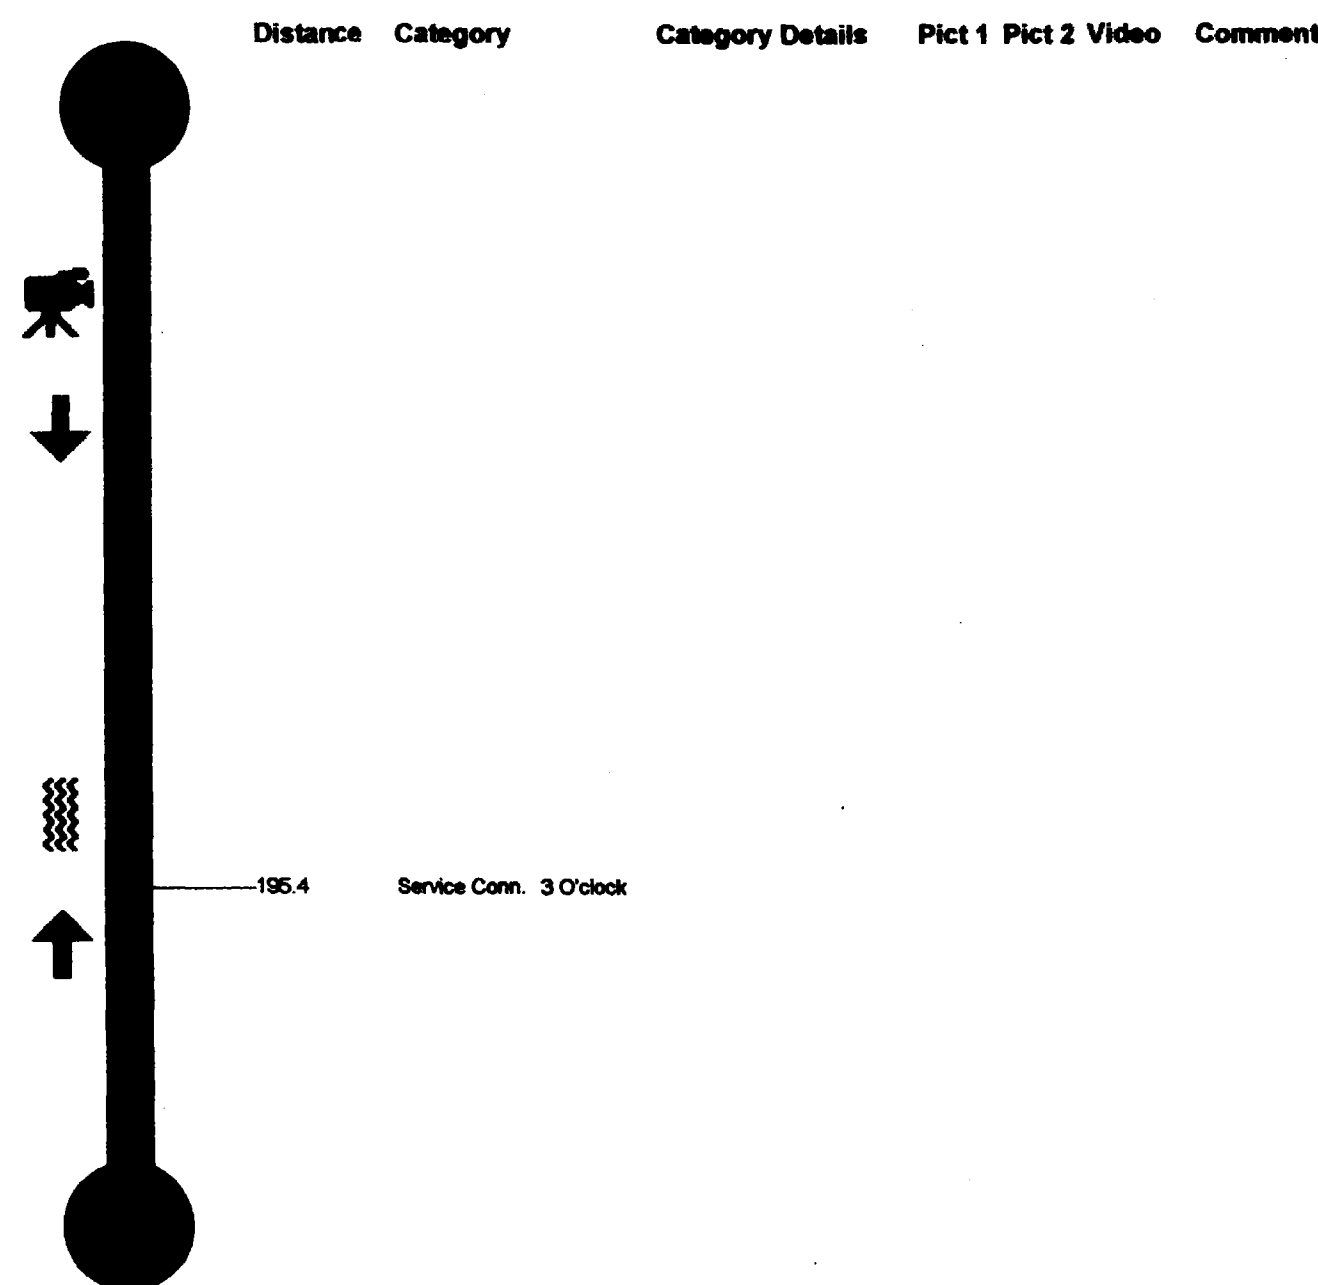 Distance Category Category Details Pict 1 Pict 2 Video Comment
195.4 Service Conn. 3 O'clock